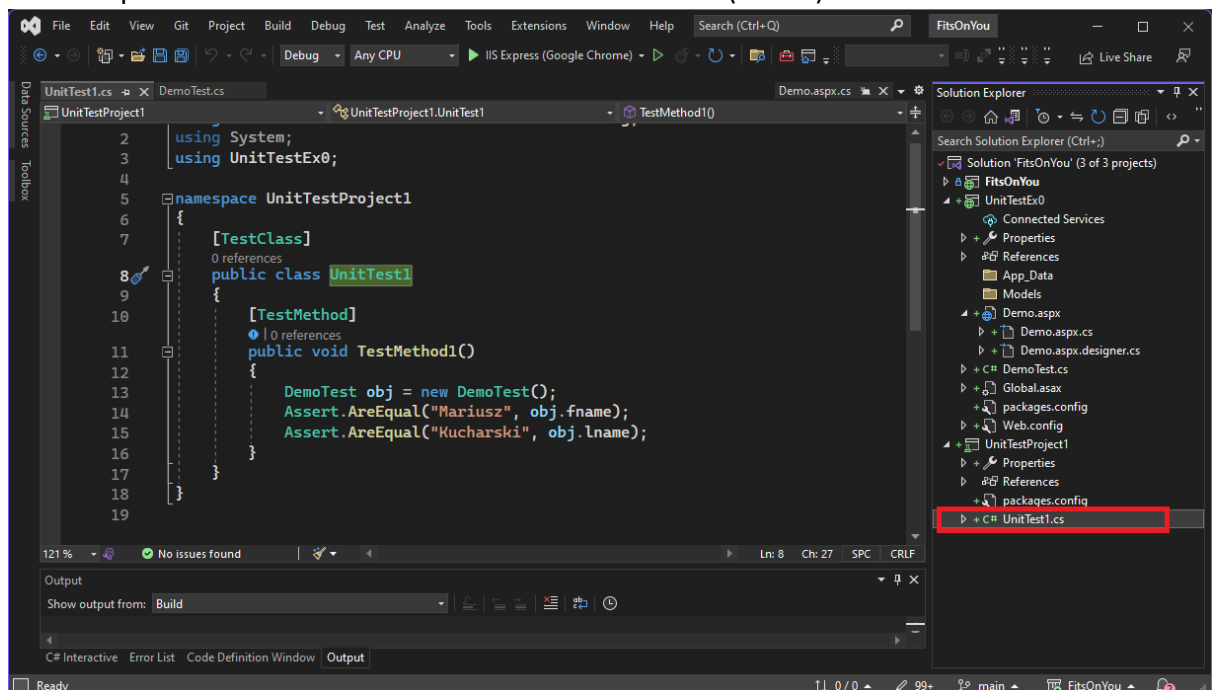 File Edit View Git Project Build Debug Test Analyze Tools Extensions Window Help Search (Ctrl+Q) FitsOnYou
Debug Any CPU IIS Express (Google Chrome) Live Share
Data Sources
Toolbox
UnitTest1.cs DemoTest.cs Demo.aspx.cs
UnitTestProject1 UnitTestProject1.UnitTest1 TestMethod1()
2 using System;
3 using UnitTestEx0;
4
5 namespace UnitTestProject1
6 {
7 [TestClass]
0 references
8 public class UnitTest1
9 {
10 [TestMethod]
0 references
11 public void TestMethod1()
12 {
13 DemoTest obj = new DemoTest();
14 Assert.AreEqual("Mariusz", obj.fname);
15 Assert.AreEqual("Kucharski", obj.lname);
16 }
17 }
18 }
19
121 % No issues found Ln: 8 Ch: 27 SPC CRLF
Output
Show output from: Build
C# Interactive Error List Code Definition Window Output
Solution Explorer
Search Solution Explorer (Ctrl+;)
Solution 'FitsOnYou' (3 of 3 projects)
FitsOnYou
UnitTestEx0
Connected Services
Properties
References
App_Data
Models
Demo.aspx
Demo.aspx.cs
Demo.aspx.designer.cs
C# DemoTest.cs
Global.asax
packages.config
Web.config
UnitTestProject1
Properties
References
packages.config
C# UnitTest1.cs
Ready 0 / 0 99+ main FitsOnYou